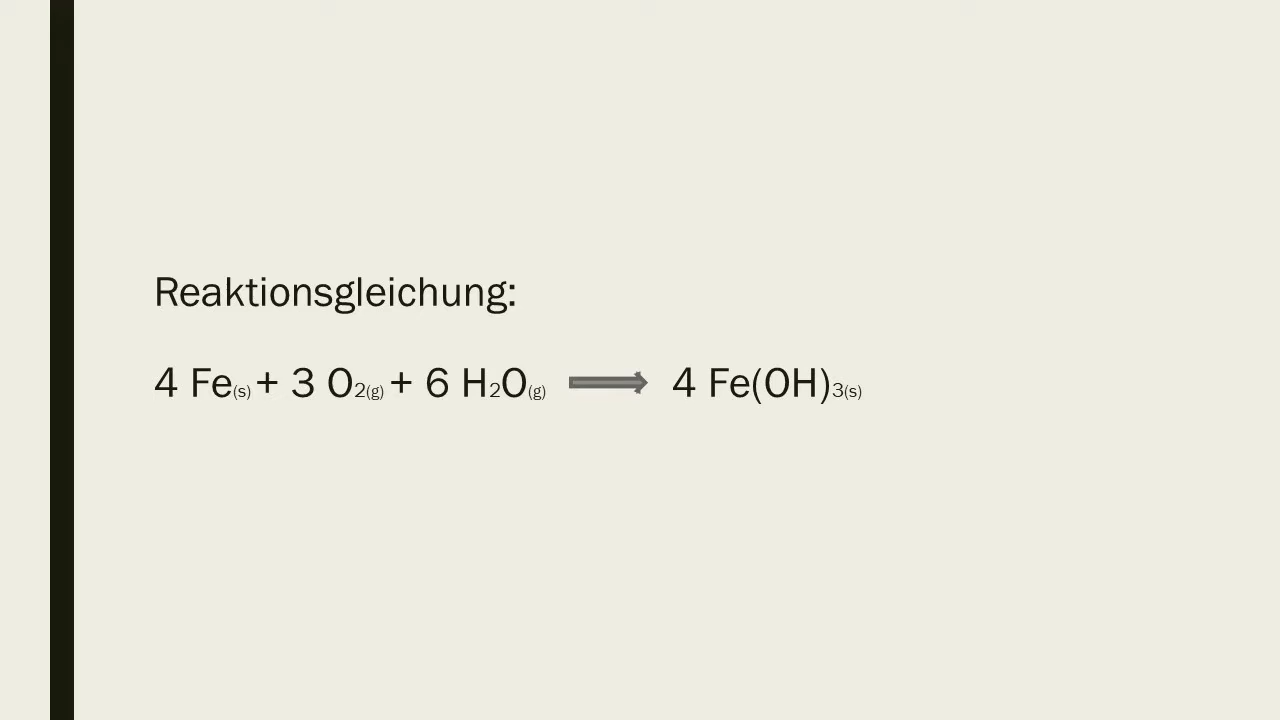 Reaktionsgleichung:
4 Fe(s) + 3 O2(g) + 6 H2O(g) ⟹ 4 Fe(OH)3(s)